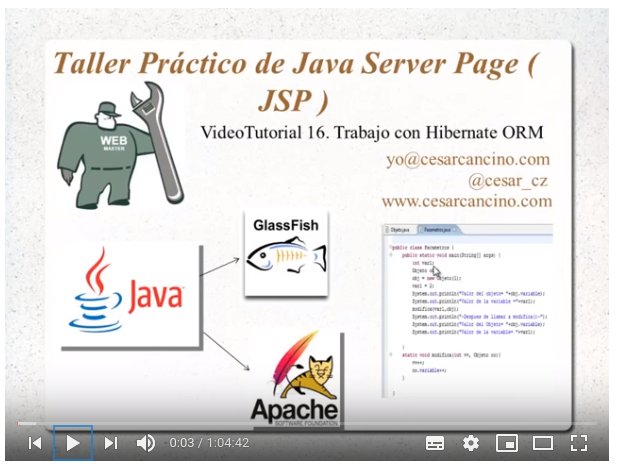 Taller Práctico de Java Server Page (
JSP )
VideoTutorial 16. Trabajo con Hibernate ORM
yo@cesarcancino.com
@cesar_cz
www.cesarcancino.com
WEB
MASTER
GlassFish
Java
Apache
SOFTWARE FOUNDATION
Objeto.java Parametros.java
public class Parametros {
public static void main(String[] args) {
int var1;
obj = new Objeto(1);
var1 = 2;
System.out.println("Valor del objeto= "+obj.variable);
System.out.println("Valor de la variable ="+var1);
modifica(var1,obj);
System.out.println("-Despues de llamar a modifica()-");
System.out.println("Valor del Objeto= "+obj.variable);
System.out.println("Valor de la variable= "+var1);
}
static void modifica(int vv, Objeto oo){
vv++;
oo.variable++;
}
}
0:03 / 1:04:42